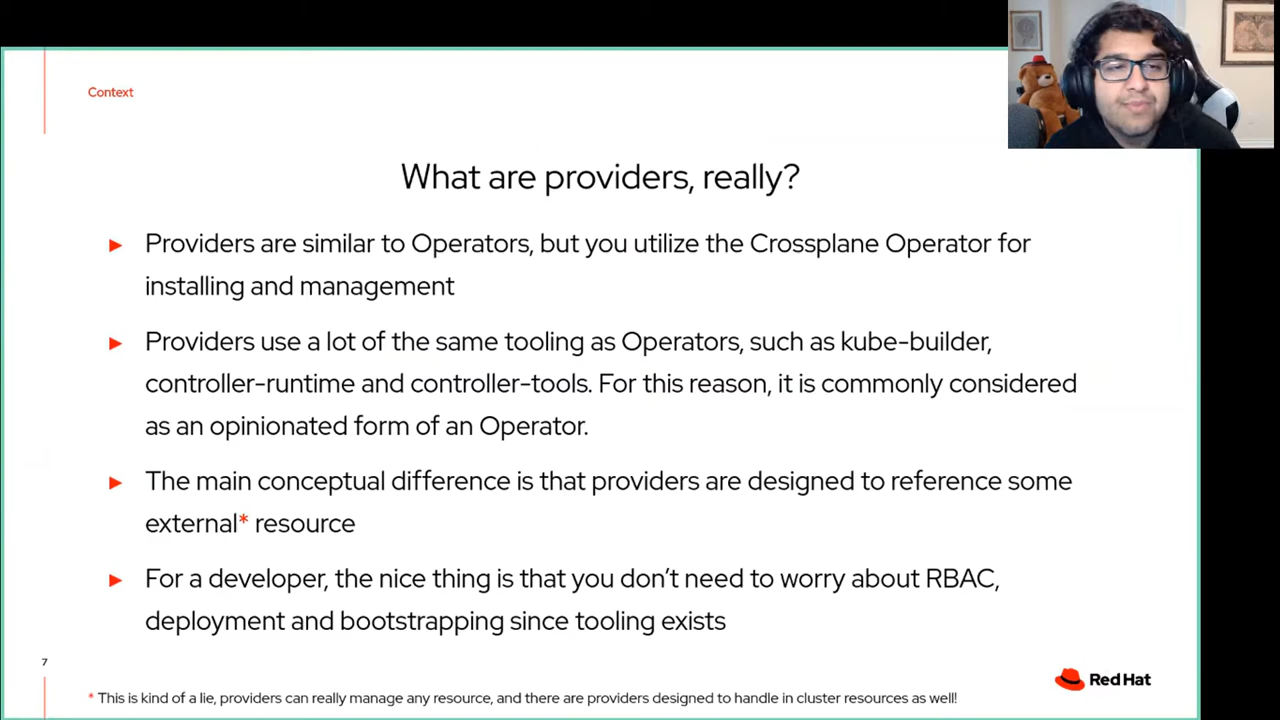 Context
What are providers, really?
► Providers are similar to Operators, but you utilize the Crossplane Operator for
installing and management
► Providers use a lot of the same tooling as Operators, such as kube-builder,
controller-runtime and controller-tools. For this reason, it is commonly considered
as an opinionated form of an Operator.
► The main conceptual difference is that providers are designed to reference some
external* resource
► For a developer, the nice thing is that you don’t need to worry about RBAC,
deployment and bootstrapping since tooling exists
7
* This is kind of a lie, providers can really manage any resource, and there are providers designed to handle in cluster resources as well!
Red Hat